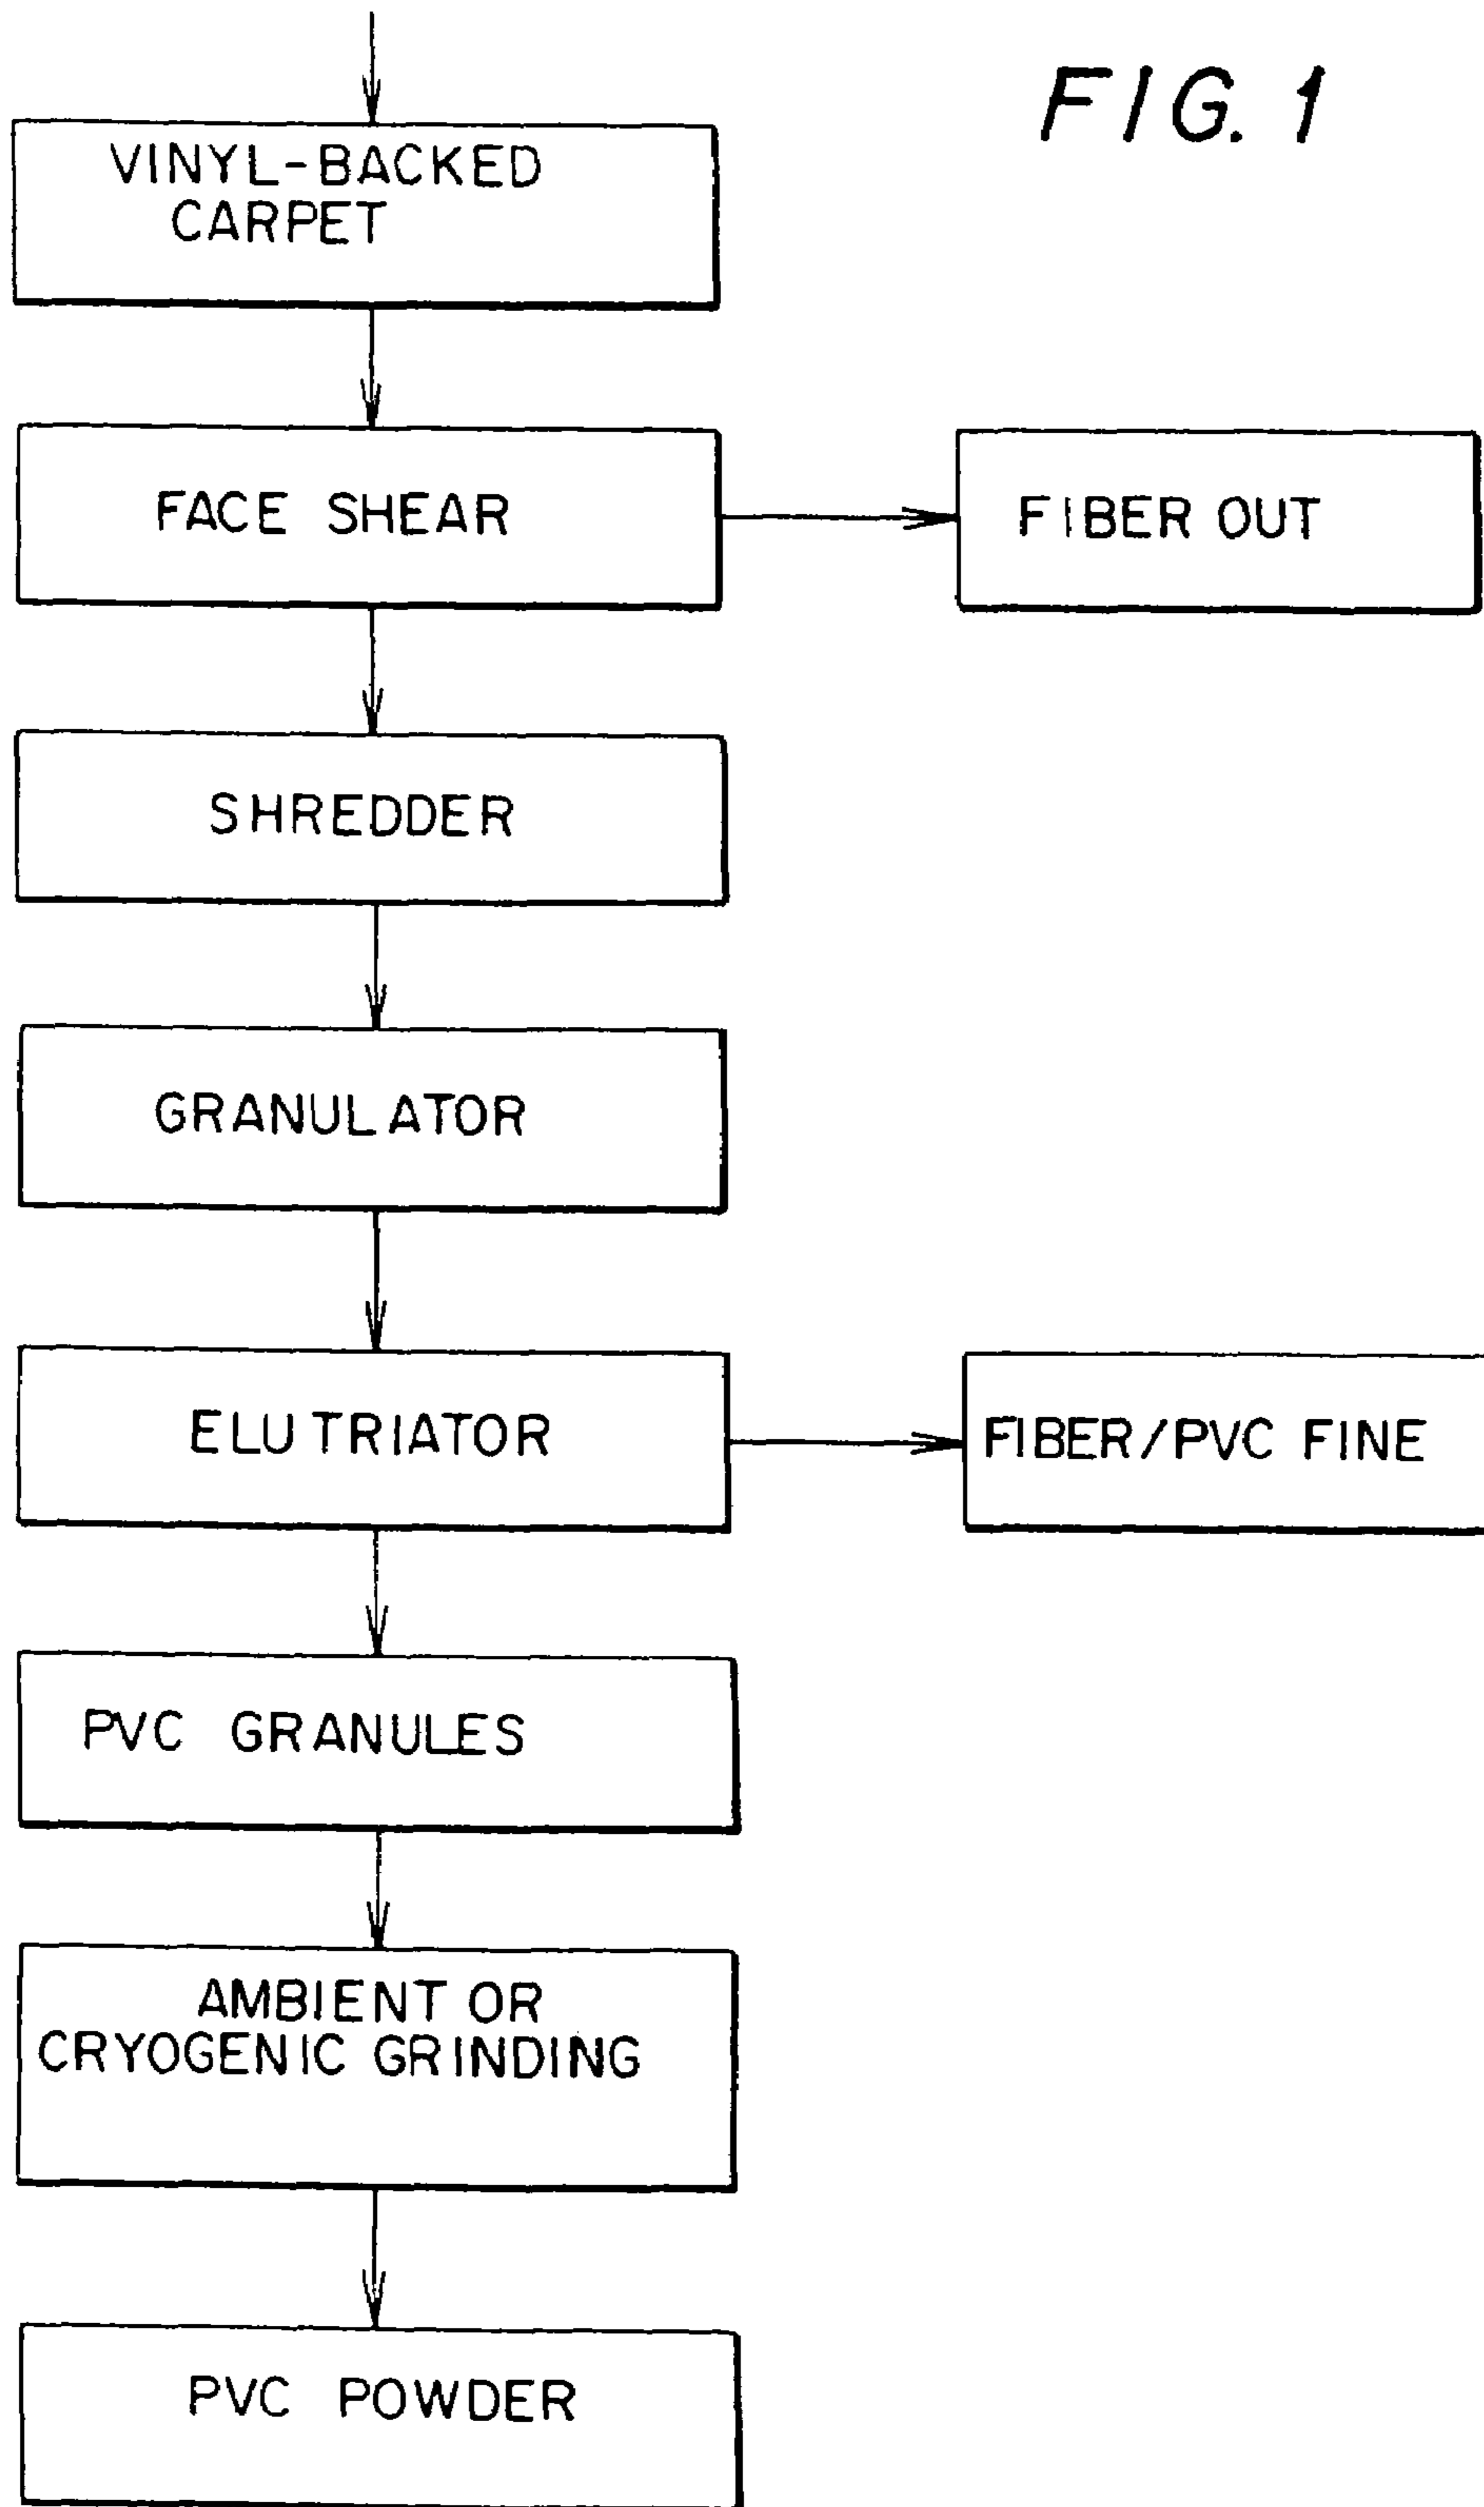 FIG. 1
VINYL-BACKED
CARPET
FACE SHEAR
FIBER OUT
SHREDDER
GRANULATOR
ELUTRIATOR
FIBER/PVC FINE
PVC GRANULES
AMBIENT OR
CRYOGENIC GRINDING
PVC POWDER